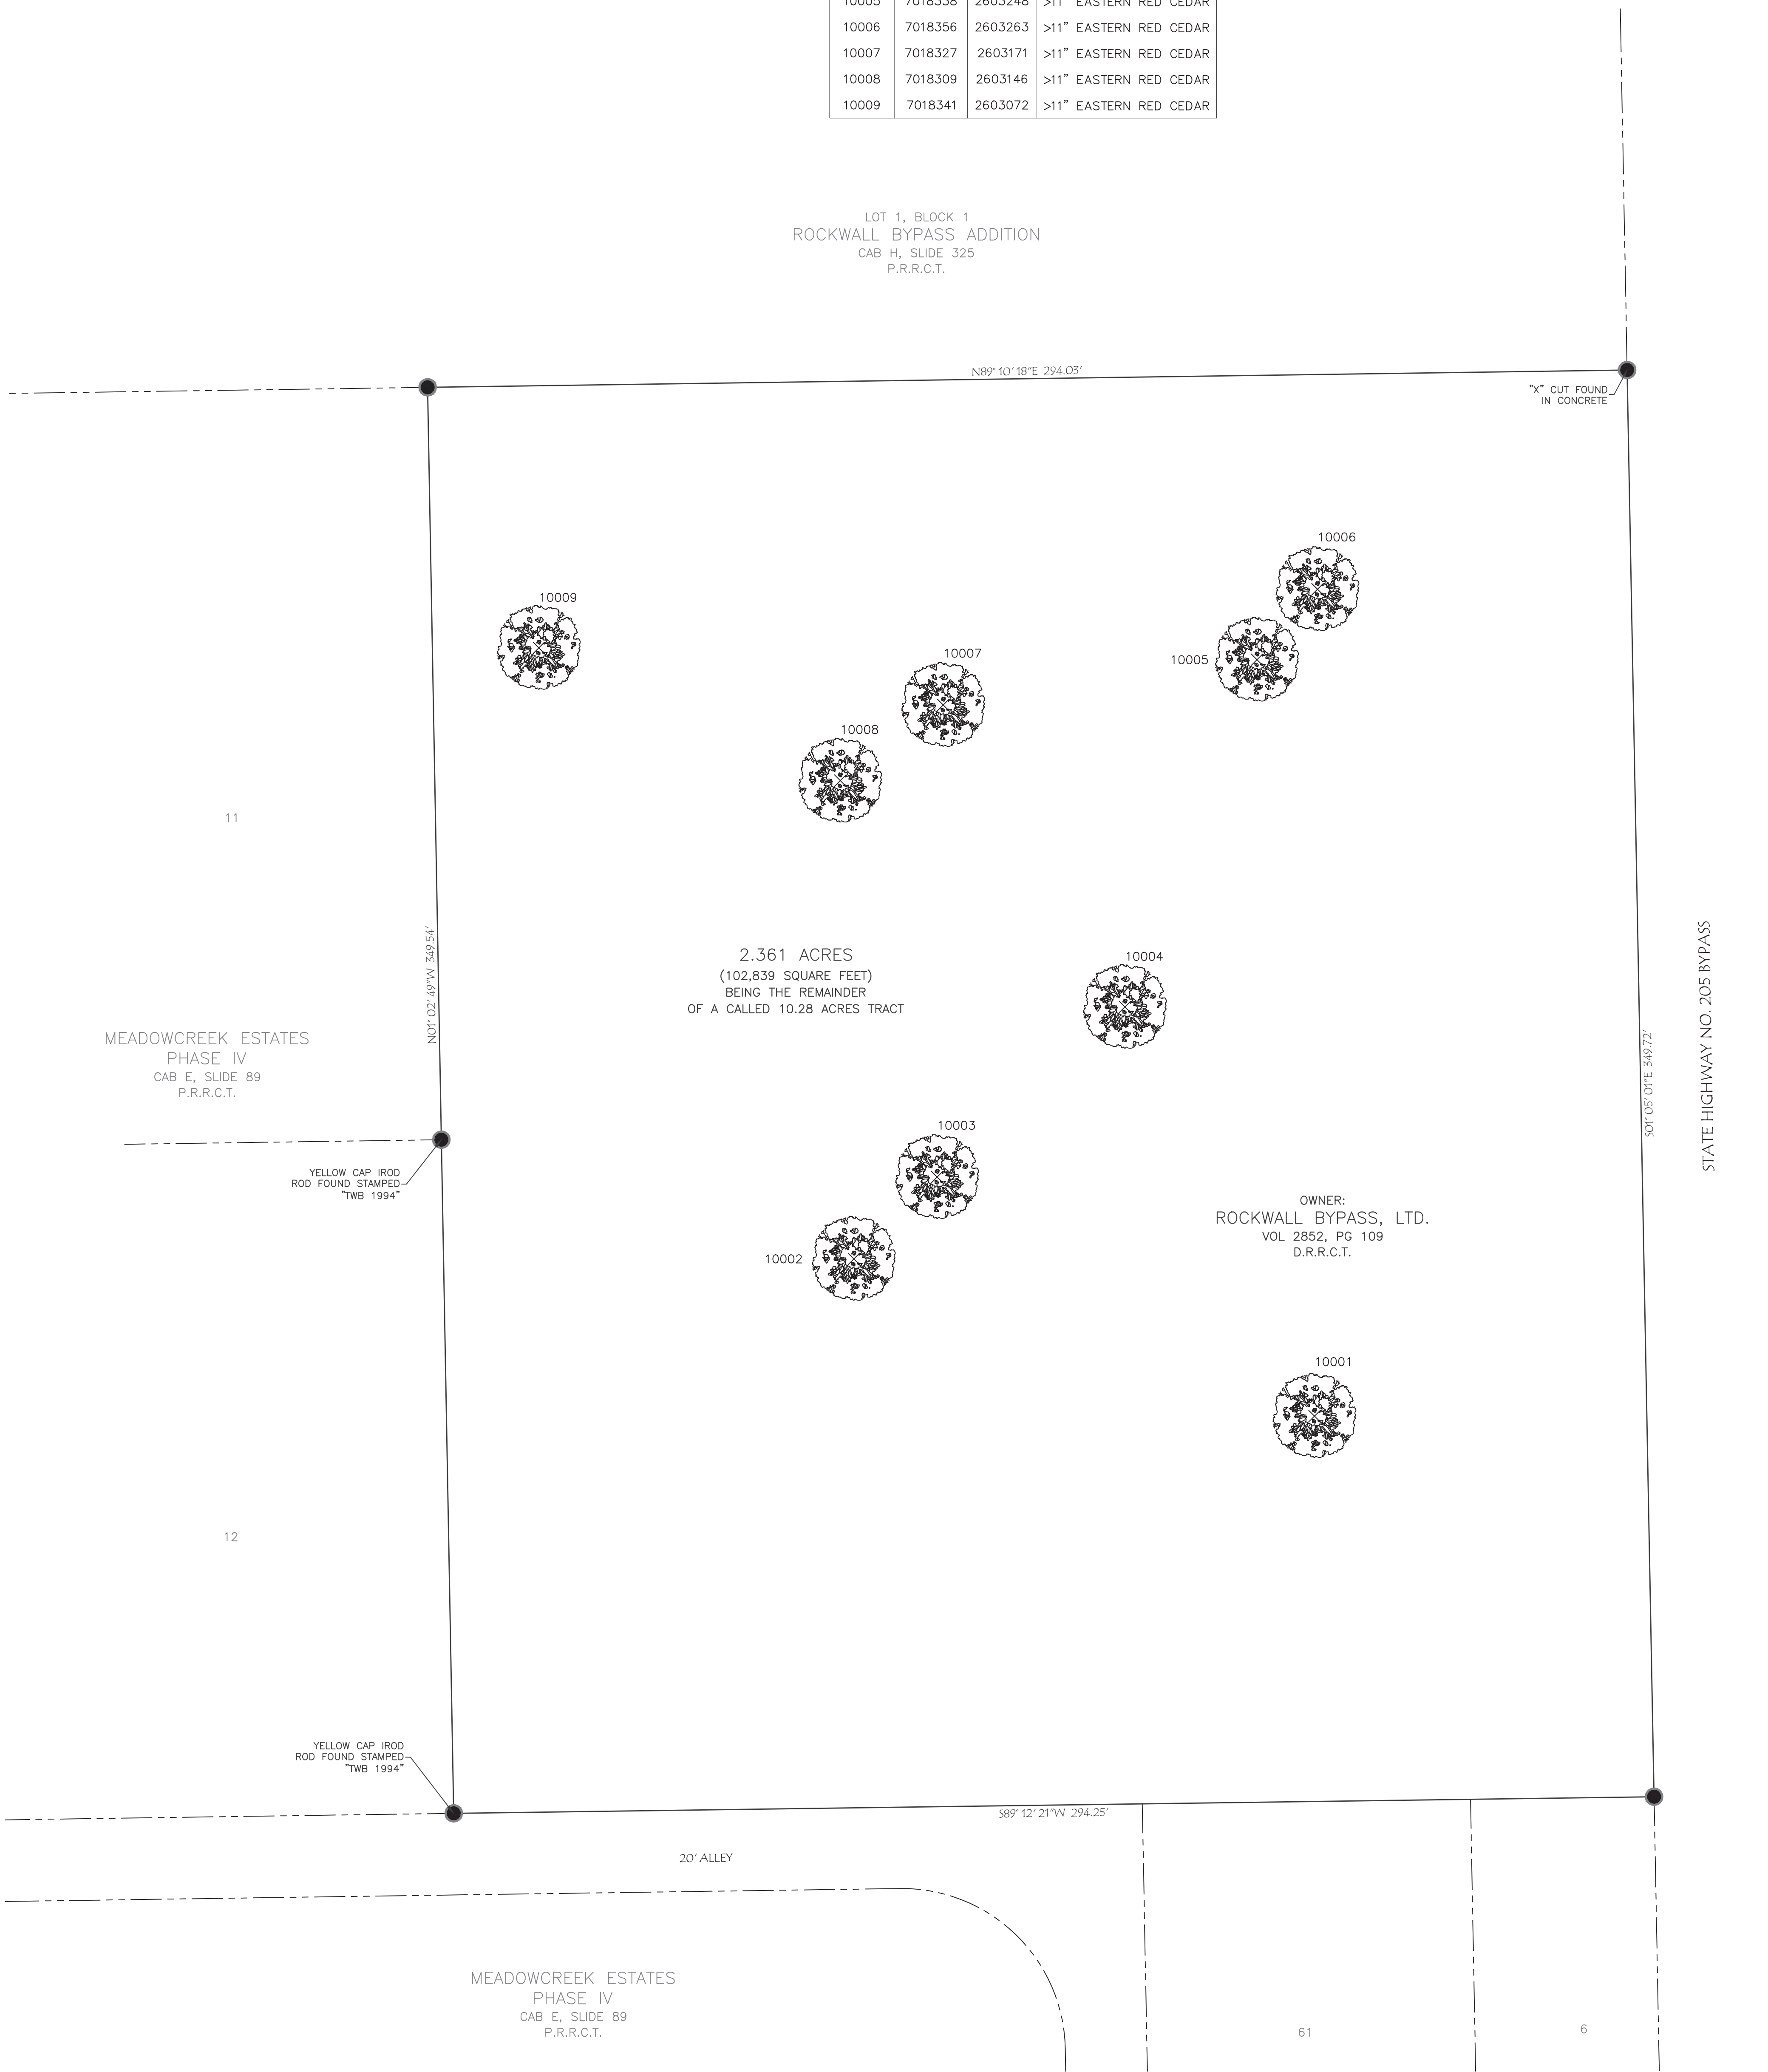 10005 7018338 2603248 >11" EASTERN RED CEDAR
10006 7018356 2603263 >11" EASTERN RED CEDAR
10007 7018327 2603171 >11" EASTERN RED CEDAR
10008 7018309 2603146 >11" EASTERN RED CEDAR
10009 7018341 2603072 >11" EASTERN RED CEDAR
LOT 1, BLOCK 1
ROCKWALL BYPASS ADDITION
CAB H, SLIDE 325
P.R.R.C.T.
N89° 10' 18"E 294.03'
"X" CUT FOUND
IN CONCRETE
10006
10009
10007
10005
10008
11
N01° 02' 49"W 349.54'
2.361 ACRES
(102,839 SQUARE FEET)
BEING THE REMAINDER
OF A CALLED 10.28 ACRES TRACT
10004
STATE HIGHWAY NO. 205 BYPASS
S01° 05' 01"E 349.72'
MEADOWCREEK ESTATES
PHASE IV
CAB E, SLIDE 89
P.R.R.C.T.
10003
YELLOW CAP IROD
ROD FOUND STAMPED
"TWB 1994"
OWNER:
ROCKWALL BYPASS, LTD.
VOL 2852, PG 109
D.R.R.C.T.
10002
10001
12
YELLOW CAP IROD
ROD FOUND STAMPED
"TWB 1994"
S89° 12' 21"W 294.25'
20' ALLEY
MEADOWCREEK ESTATES
PHASE IV
CAB E, SLIDE 89
P.R.R.C.T.
61
6